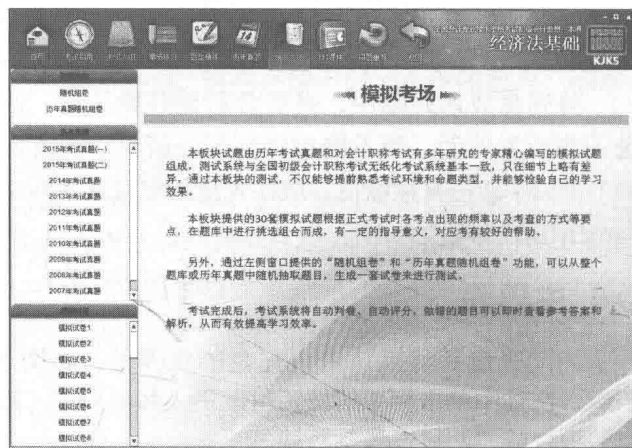 经济法基础
KJKS
随机组卷
历年真题随机组卷
2015年考试真题(一)
2015年考试真题(二)
2014年考试真题
2013年考试真题
2012年考试真题
2011年考试真题
2010年考试真题
2009年考试真题
2008年考试真题
2007年考试真题
模拟试卷1
模拟试卷2
模拟试卷3
模拟试卷4
模拟试卷5
模拟试卷6
模拟试卷7
模拟试卷8
模拟考场
本板块试题由历年考试真题和对会计职称考试有多年研究的专家精心编写的模拟试题
组成，测试系统与全国初级会计职称考试无纸化考试系统基本一致，只在细节上略有差
异，通过本板块的测试，不仅能够提前熟悉考试环境和命题类型，并能够检验自己的学习
效果。
本板块提供的30套模拟试题根据正式考试时各考点出现的频率以及考查的方式等要
点，在题库中进行挑选组合而成，有一定的指导意义，对应考有较好的帮助。
另外，通过左侧窗口提供的“随机组卷”和“历年真题随机组卷”功能，可以从整个
题库或历年真题中随机抽取题目，生成一套试卷来进行测试。
考试完成后，考试系统将自动判卷、自动评分，做错的题目可以即时查看参考答案和
解析，从而有效提高学习效率。